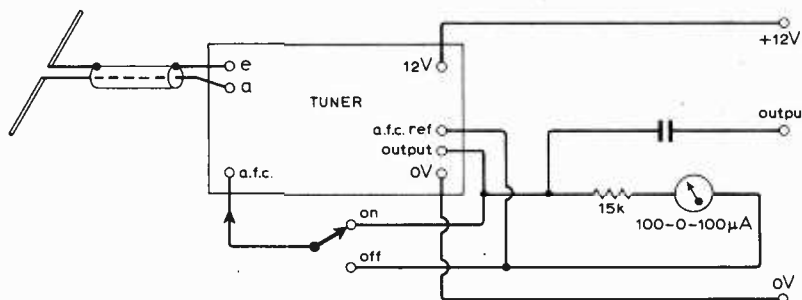 e
a
12V
+12V
TUNER
a.f.c. ref
outpu
output
a.f.c.
0V
on
15k
100-0-100μA
off
0V